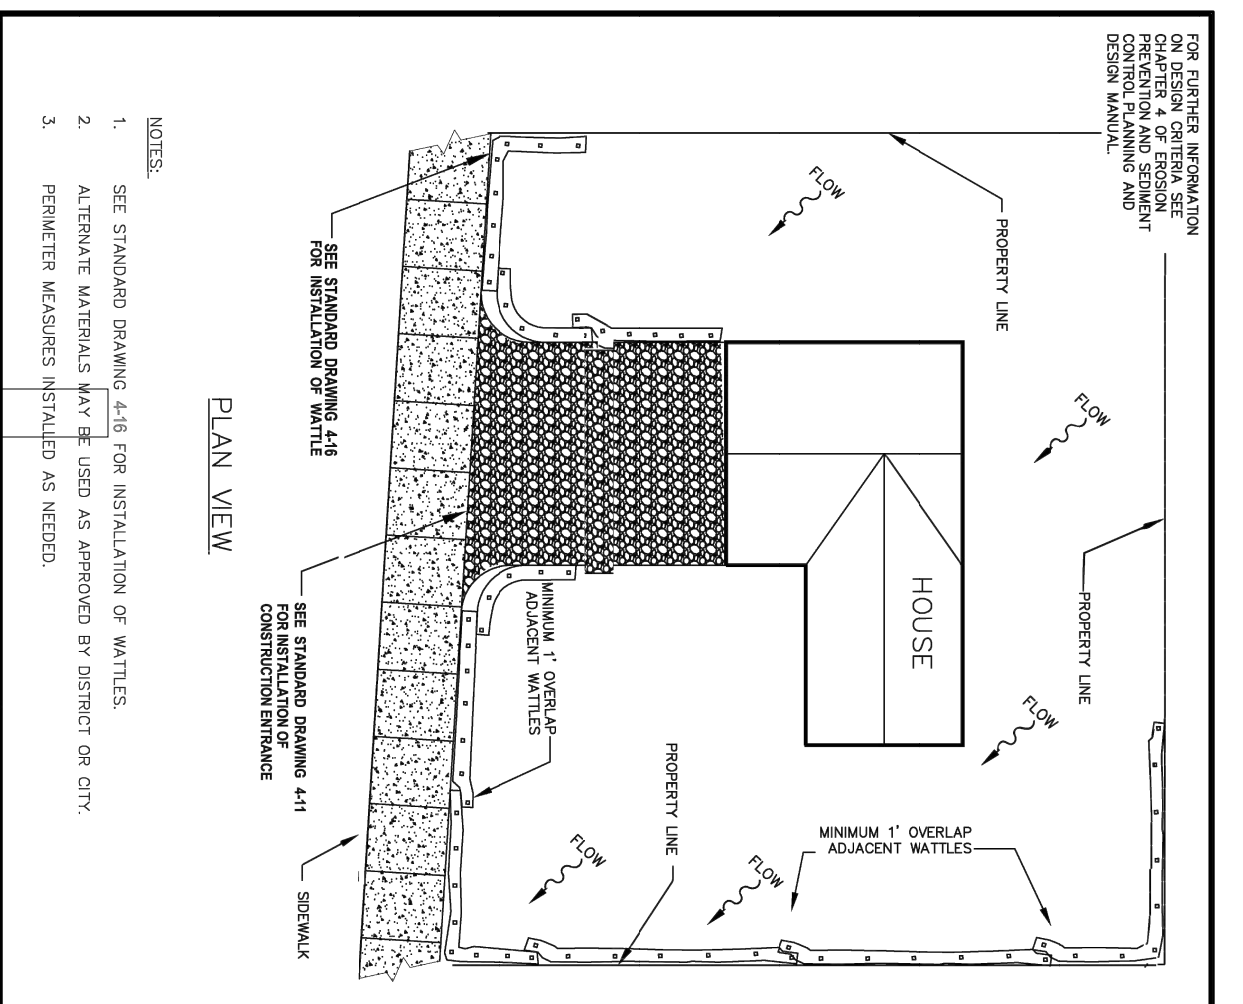 FOR FURTHER INFORMATION
ON DESIGN CRITERIA SEE
CHAPTER 4 OF EROSION
PREVENTION AND SEDIMENT
CONTROL PLANNING AND
DESIGN MANUAL.
PROPERTY LINE
FLOW
FLOW
PROPERTY LINE
HOUSE
FLOW
MINIMUM 1' OVERLAP
ADJACENT WATTLES
FLOW
PROPERTY LINE
FLOW
MINIMUM 1' OVERLAP
ADJACENT WATTLES
SEE STANDARD DRAWING 4-16
FOR INSTALLATION OF WATTLE
SEE STANDARD DRAWING 4-11
FOR INSTALLATION OF
CONSTRUCTION ENTRANCE
SIDEWALK
PLAN VIEW
NOTES:
1. SEE STANDARD DRAWING 4-16 FOR INSTALLATION OF WATTLES.
2. ALTERNATE MATERIALS MAY BE USED AS APPROVED BY DISTRICT OR CITY.
3. PERIMETER MEASURES INSTALLED AS NEEDED.